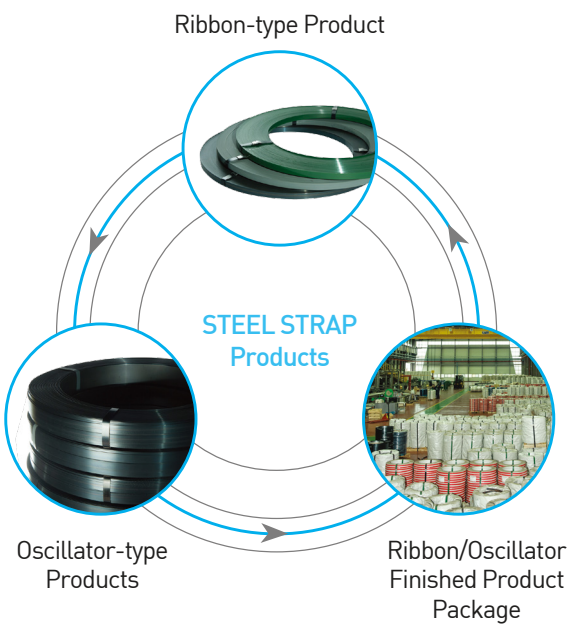 Ribbon-type Product
STEEL STRAP
Products
Oscillator-type
Products
Ribbon/Oscillator
Finished Product
Package